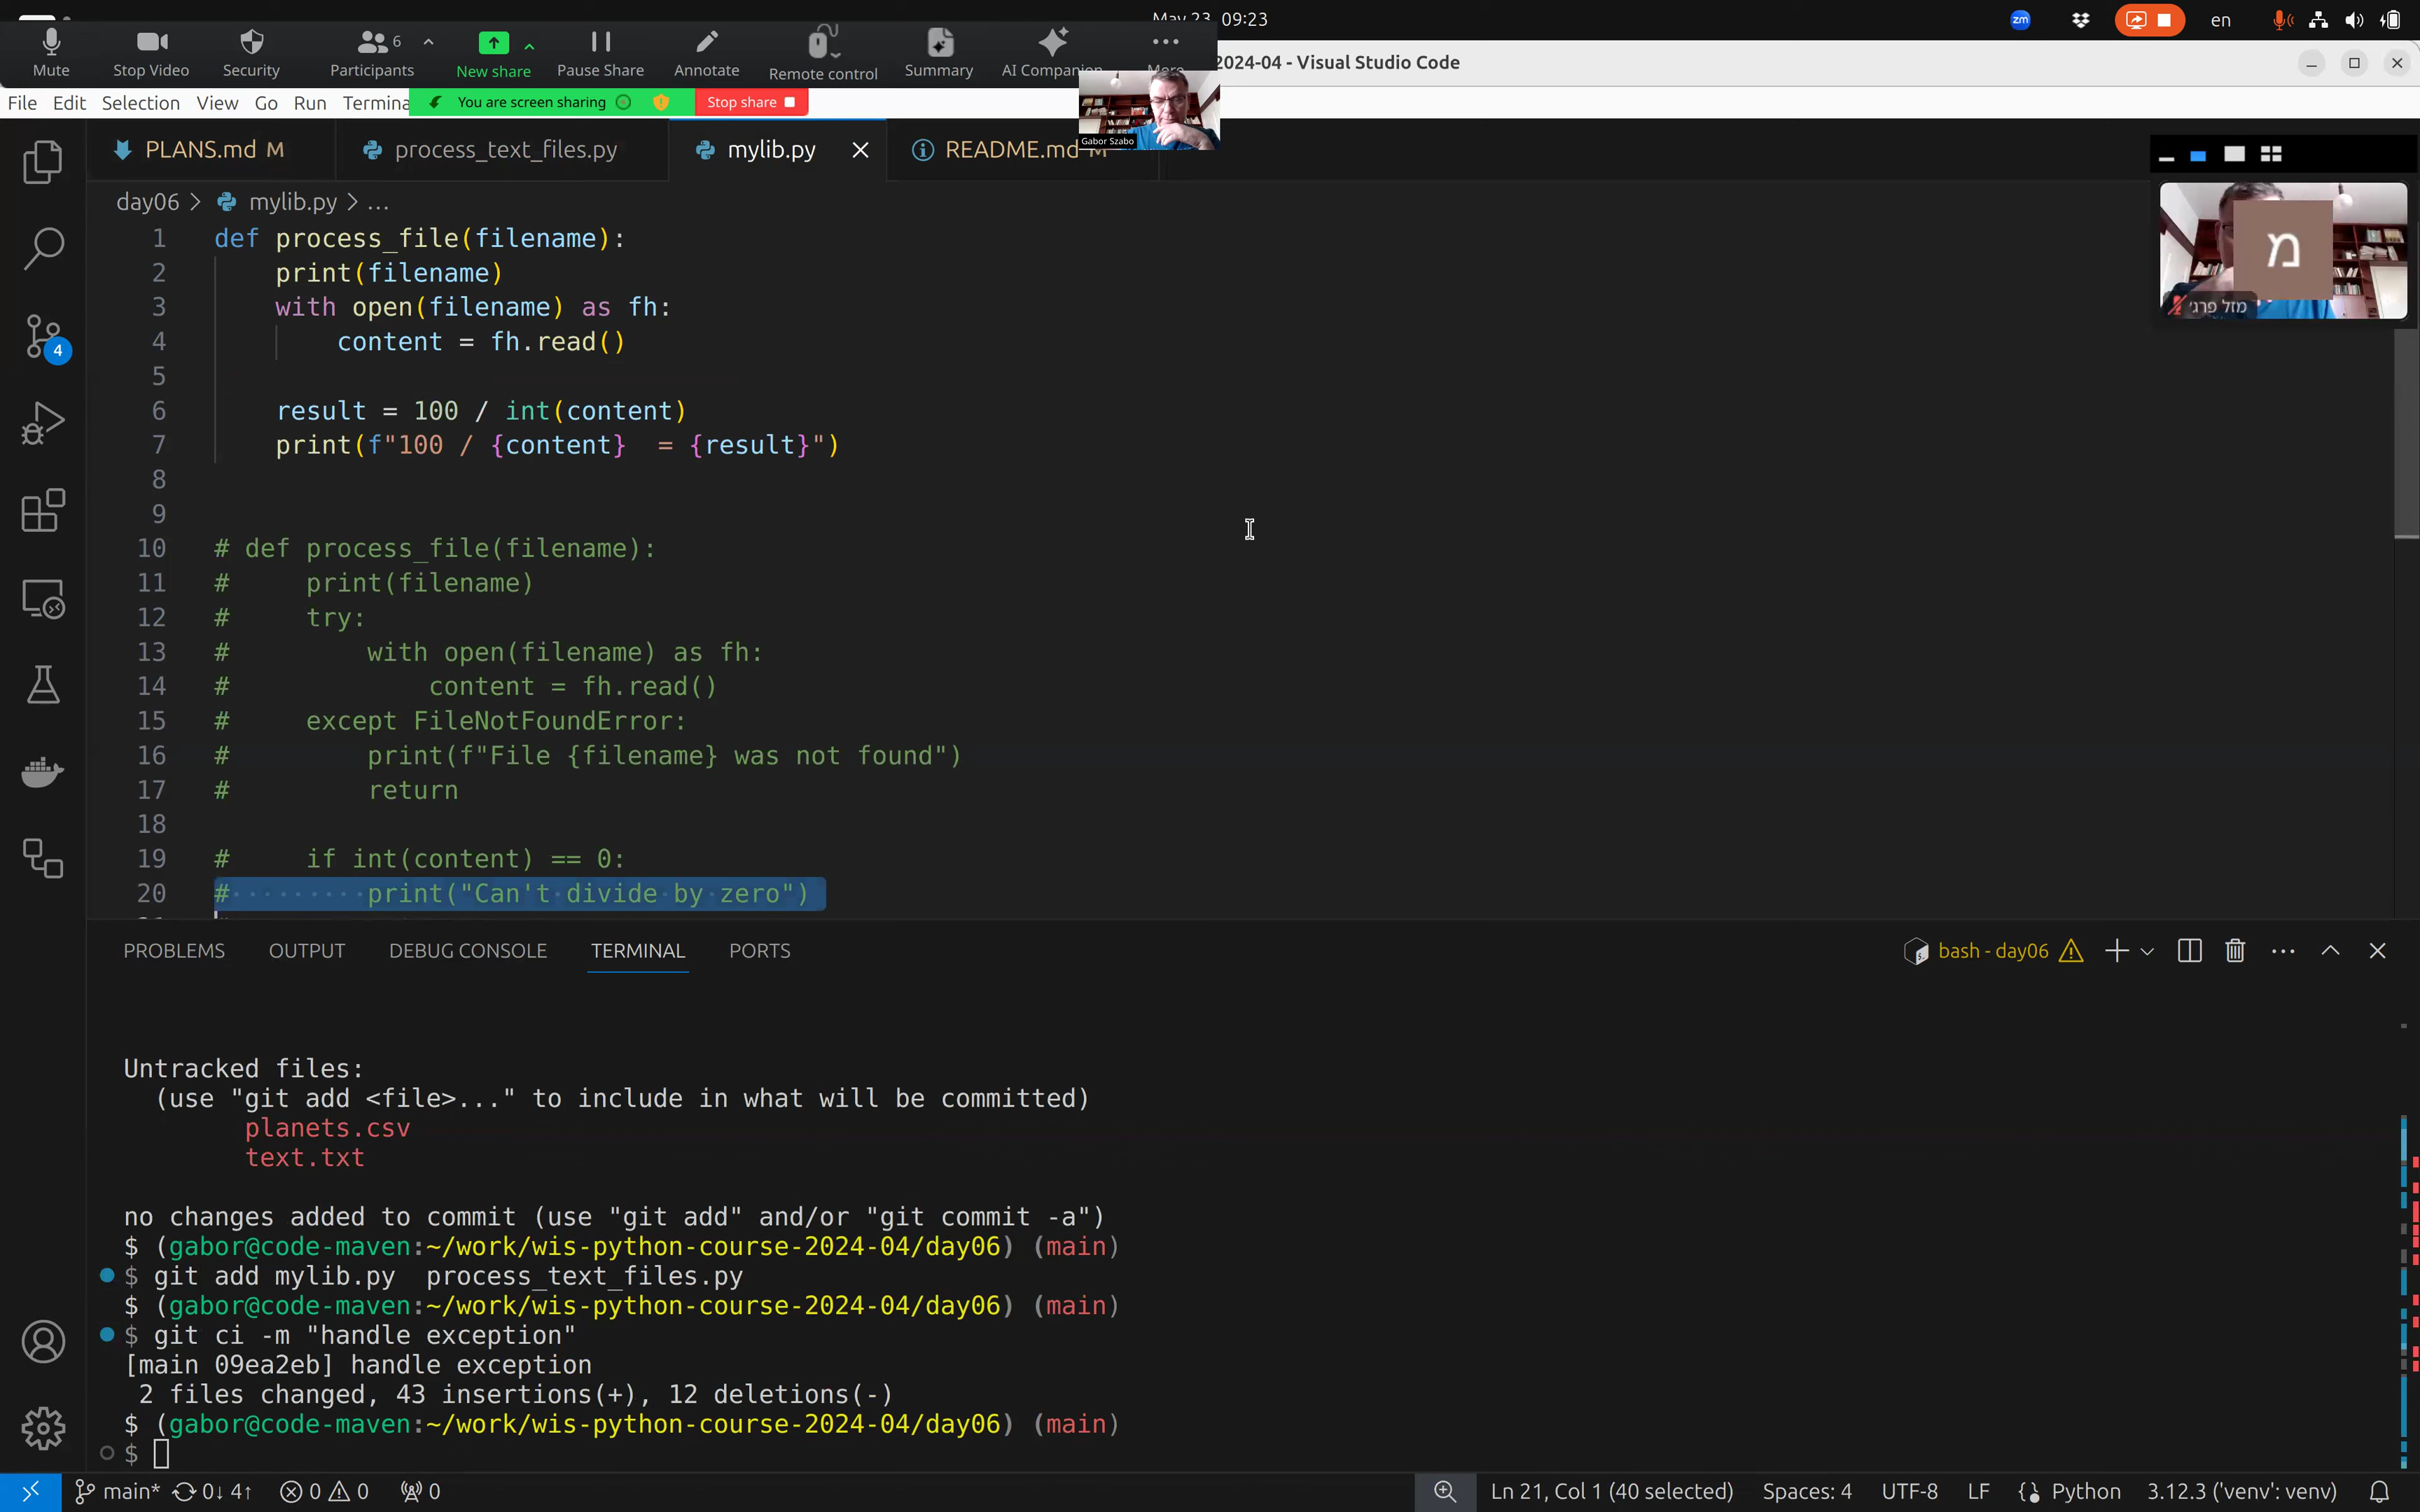 May 23 09:23
en
zm
Mute
Stop Video
Security
Participants
6
New share
Pause Share
Annotate
Remote control
Summary
AI Companion
More
2024-04 - Visual Studio Code
File Edit Selection View Go Run Termina
You are screen sharing
Stop share
Gabor Szabo
PLANS.md M
process_text_files.py
mylib.py
README.md M
day06 > mylib.py > ...
מ
מזל פרג'י
4
1 def process_file(filename):
2     print(filename)
3     with open(filename) as fh:
4         content = fh.read()
5
6     result = 100 / int(content)
7     print(f"100 / {content}  = {result}")
8
9
10 # def process_file(filename):
11 #     print(filename)
12 #     try:
13 #         with open(filename) as fh:
14 #             content = fh.read()
15 #     except FileNotFoundError:
16 #         print(f"File {filename} was not found")
17 #         return
18
19 #     if int(content) == 0:
20 #         print("Can't divide by zero")
PROBLEMS OUTPUT DEBUG CONSOLE TERMINAL PORTS
bash - day06
Untracked files:
  (use "git add <file>..." to include in what will be committed)
        planets.csv
        text.txt
no changes added to commit (use "git add" and/or "git commit -a")
$ (gabor@code-maven:~/work/wis-python-course-2024-04/day06) (main)
$ git add mylib.py  process_text_files.py
$ (gabor@code-maven:~/work/wis-python-course-2024-04/day06) (main)
$ git ci -m "handle exception"
[main 09ea2eb] handle exception
 2 files changed, 43 insertions(+), 12 deletions(-)
$ (gabor@code-maven:~/work/wis-python-course-2024-04/day06) (main)
$
main* 0↓ 4↑ 0 0 0
Ln 21, Col 1 (40 selected) Spaces: 4 UTF-8 LF Python 3.12.3 ('venv': venv)